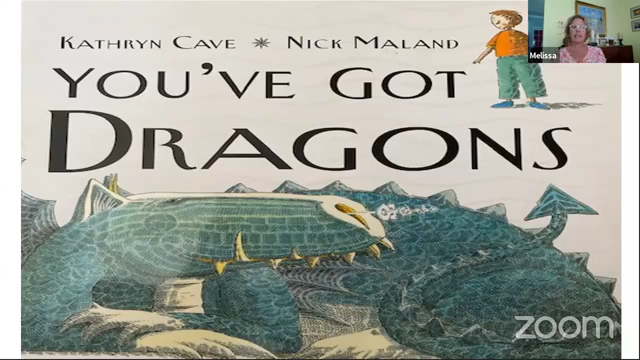 KATHRYN CAVE * NICK MALAND
YOU'VE GOT
DRAGONS
Melissa
zoom